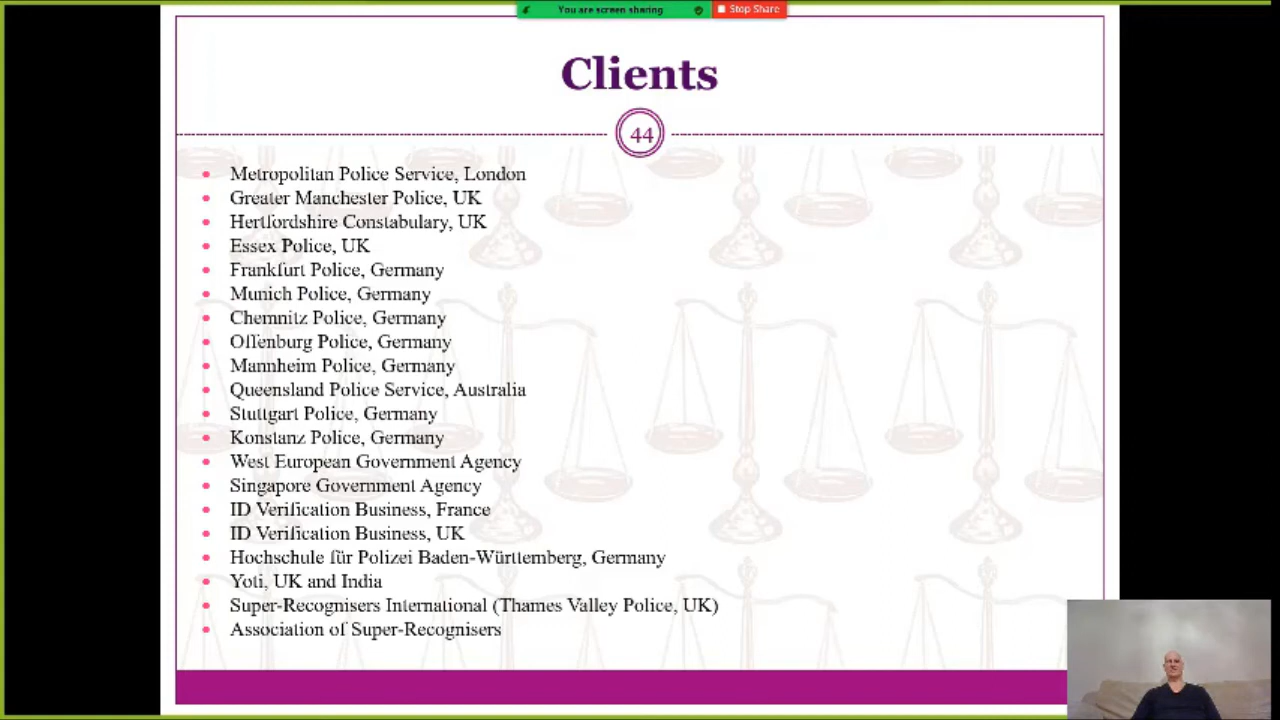 You are screen sharing
Stop Share
Clients
44
Metropolitan Police Service, London
Greater Manchester Police, UK
Hertfordshire Constabulary, UK
Essex Police, UK
Frankfurt Police, Germany
Munich Police, Germany
Chemnitz Police, Germany
Offenburg Police, Germany
Mannheim Police, Germany
Queensland Police Service, Australia
Stuttgart Police, Germany
Konstanz Police, Germany
West European Government Agency
Singapore Government Agency
ID Verification Business, France
ID Verification Business, UK
Hochschule für Polizei Baden-Württemberg, Germany
Yoti, UK and India
Super-Recognisers International (Thames Valley Police, UK)
Association of Super-Recognisers